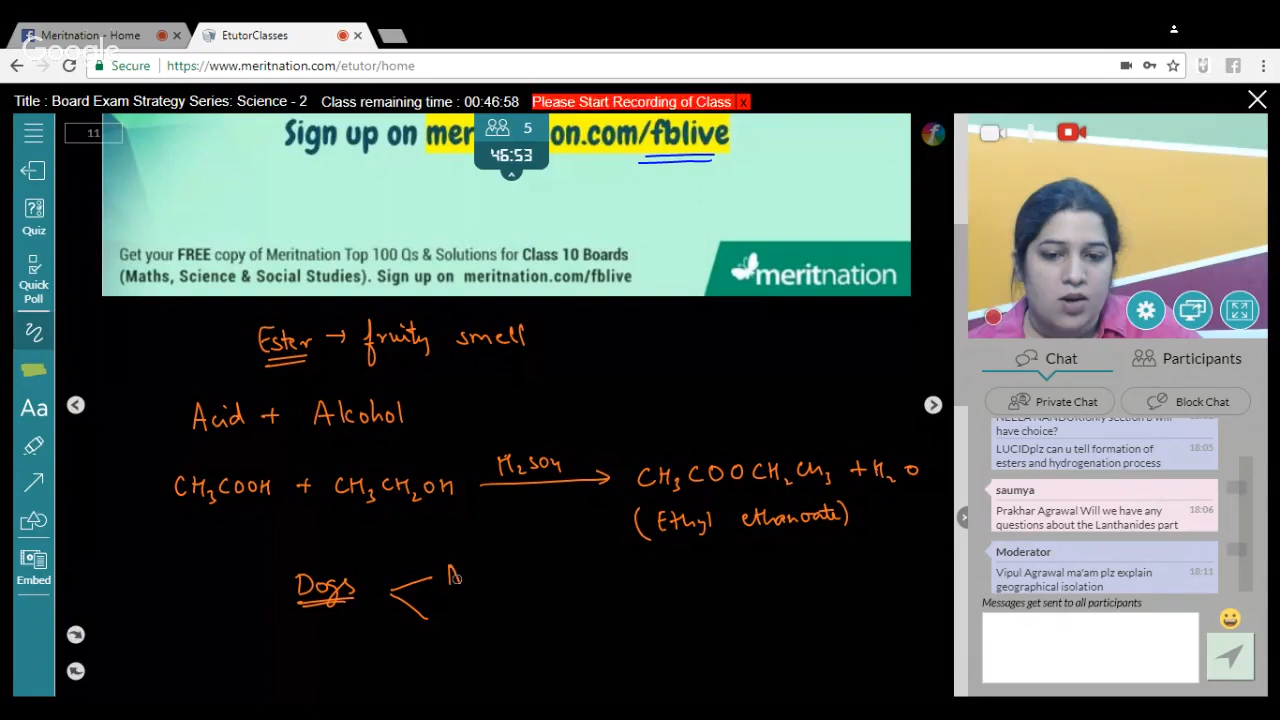 Meritnation - Home
EtutorClasses
Google
Secure
https://www.meritnation.com/etutor/home
Title : Board Exam Strategy Series: Science - 2 Class remaining time : 00:46:58 Please Start Recording of Class x
11
Sign up on mer on.com/fblive
5
46:53
Get your FREE copy of Meritnation Top 100 Qs & Solutions for Class 10 Boards
(Maths, Science & Social Studies). Sign up on meritnation.com/fblive
meritnation
Quiz
Quick
Poll
Aa
Embed
Ester → fruity smell
Acid + Alcohol
CH3COOH + CH3CH2OH H2SO4 → CH3COOCH2CH3 + H2O
(Ethyl ethanoate)
Dogs
Chat
Participants
Private Chat
Block Chat
have choice?
18:05
LUCIDplz can u tell formation of
esters and hydrogenation process
saumya
18:06
Prakhar Agrawal Will we have any
questions about the Lanthanides part
Moderator
18:11
Vipul Agrawal ma'am plz explain
geographical isolation
Messages get sent to all participants